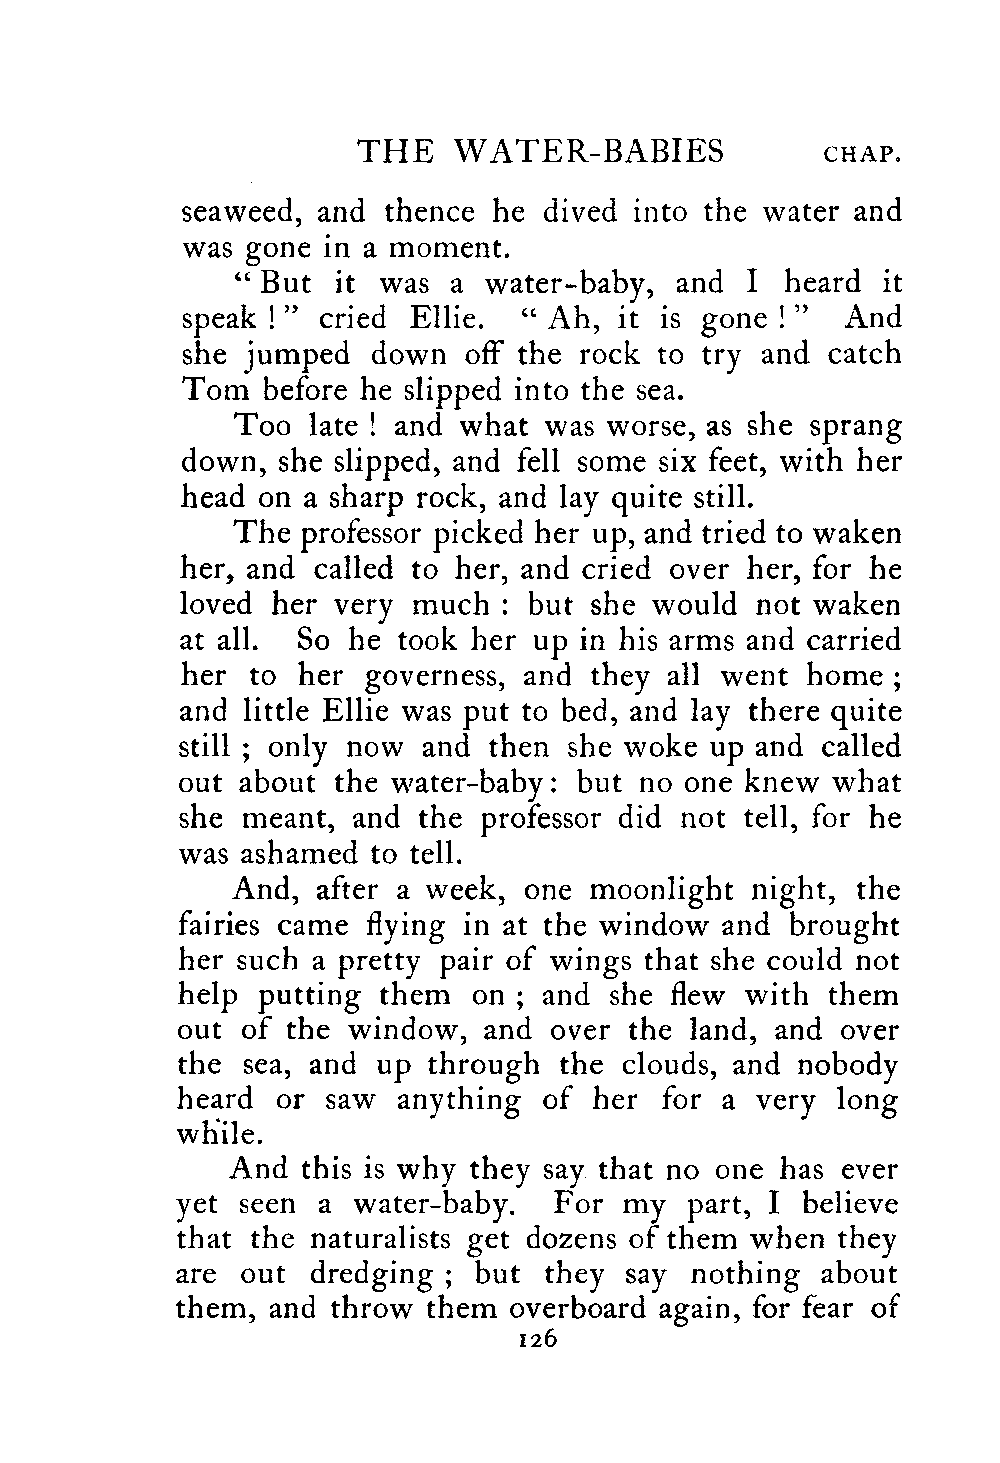 THE WATER-BABIES CHAP.
seaweed, and thence he dived into the water and
was gone in a moment.
“ But it was a water-baby, and I heard it
speak ! ” cried Ellie. “ Ah, it is gone ! ” And
she jumped down off the rock to try and catch
Tom before he slipped into the sea.
Too late ! and what was worse, as she sprang
down, she slipped, and fell some six feet, with her
head on a sharp rock, and lay quite still.
The professor picked her up, and tried to waken
her, and called to her, and cried over her, for he
loved her very much : but she would not waken
at all. So he took her up in his arms and carried
her to her governess, and they all went home ;
and little Ellie was put to bed, and lay there quite
still ; only now and then she woke up and called
out about the water-baby: but no one knew what
she meant, and the professor did not tell, for he
was ashamed to tell.
And, after a week, one moonlight night, the
fairies came flying in at the window and brought
her such a pretty pair of wings that she could not
help putting them on ; and she flew with them
out of the window, and over the land, and over
the sea, and up through the clouds, and nobody
heard or saw anything of her for a very long
while.
And this is why they say that no one has ever
yet seen a water-baby. For my part, I believe
that the naturalists get dozens of them when they
are out dredging ; but they say nothing about
them, and throw them overboard again, for fear of
126